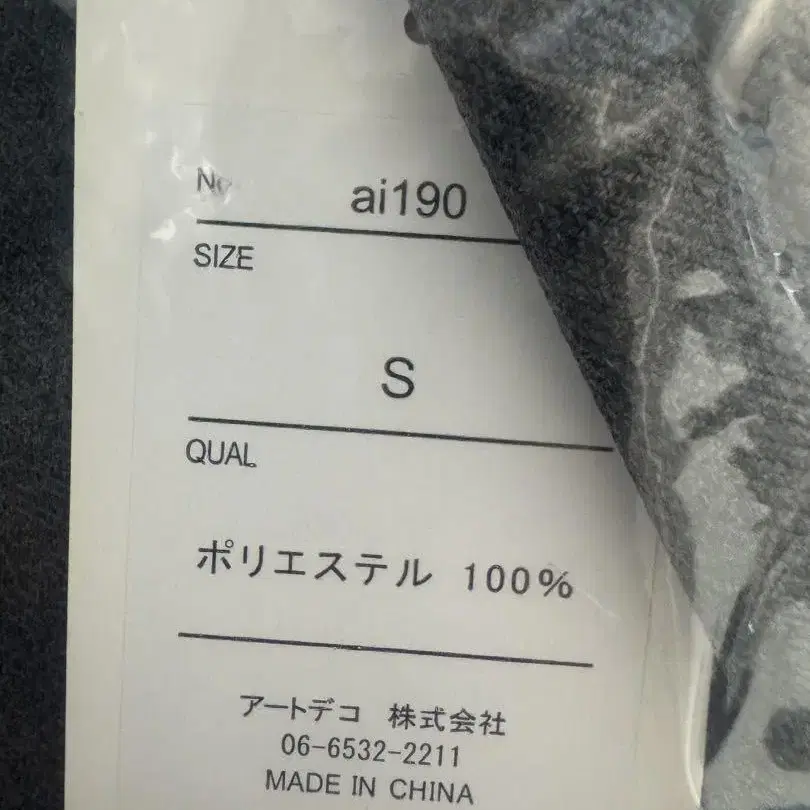 No ai190
SIZE
S
QUAL
ポリエステル 100%
アートデコ 株式会社
06-6532-2211
MADE IN CHINA